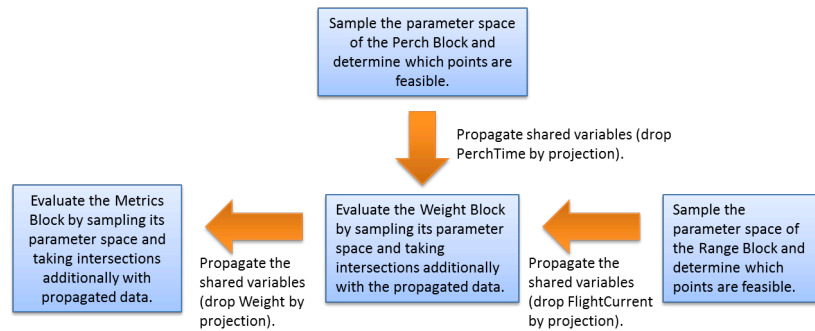 Sample the parameter space
of the Perch Block and
determine which points are
feasible.
Propagate shared variables (drop
PerchTime by projection).
Evaluate the Metrics
Block by sampling its
parameter space and
taking intersections
additionally with
propagated data.
Propagate the
shared variables
(drop Weight by
projection).
Evaluate the Weight Block
by sampling its parameter
space and taking
intersections additionally
with the propagated data.
Propagate the
shared variables
(drop FlightCurrent
by projection).
Sample the
parameter space of
the Range Block and
determine which
points are feasible.